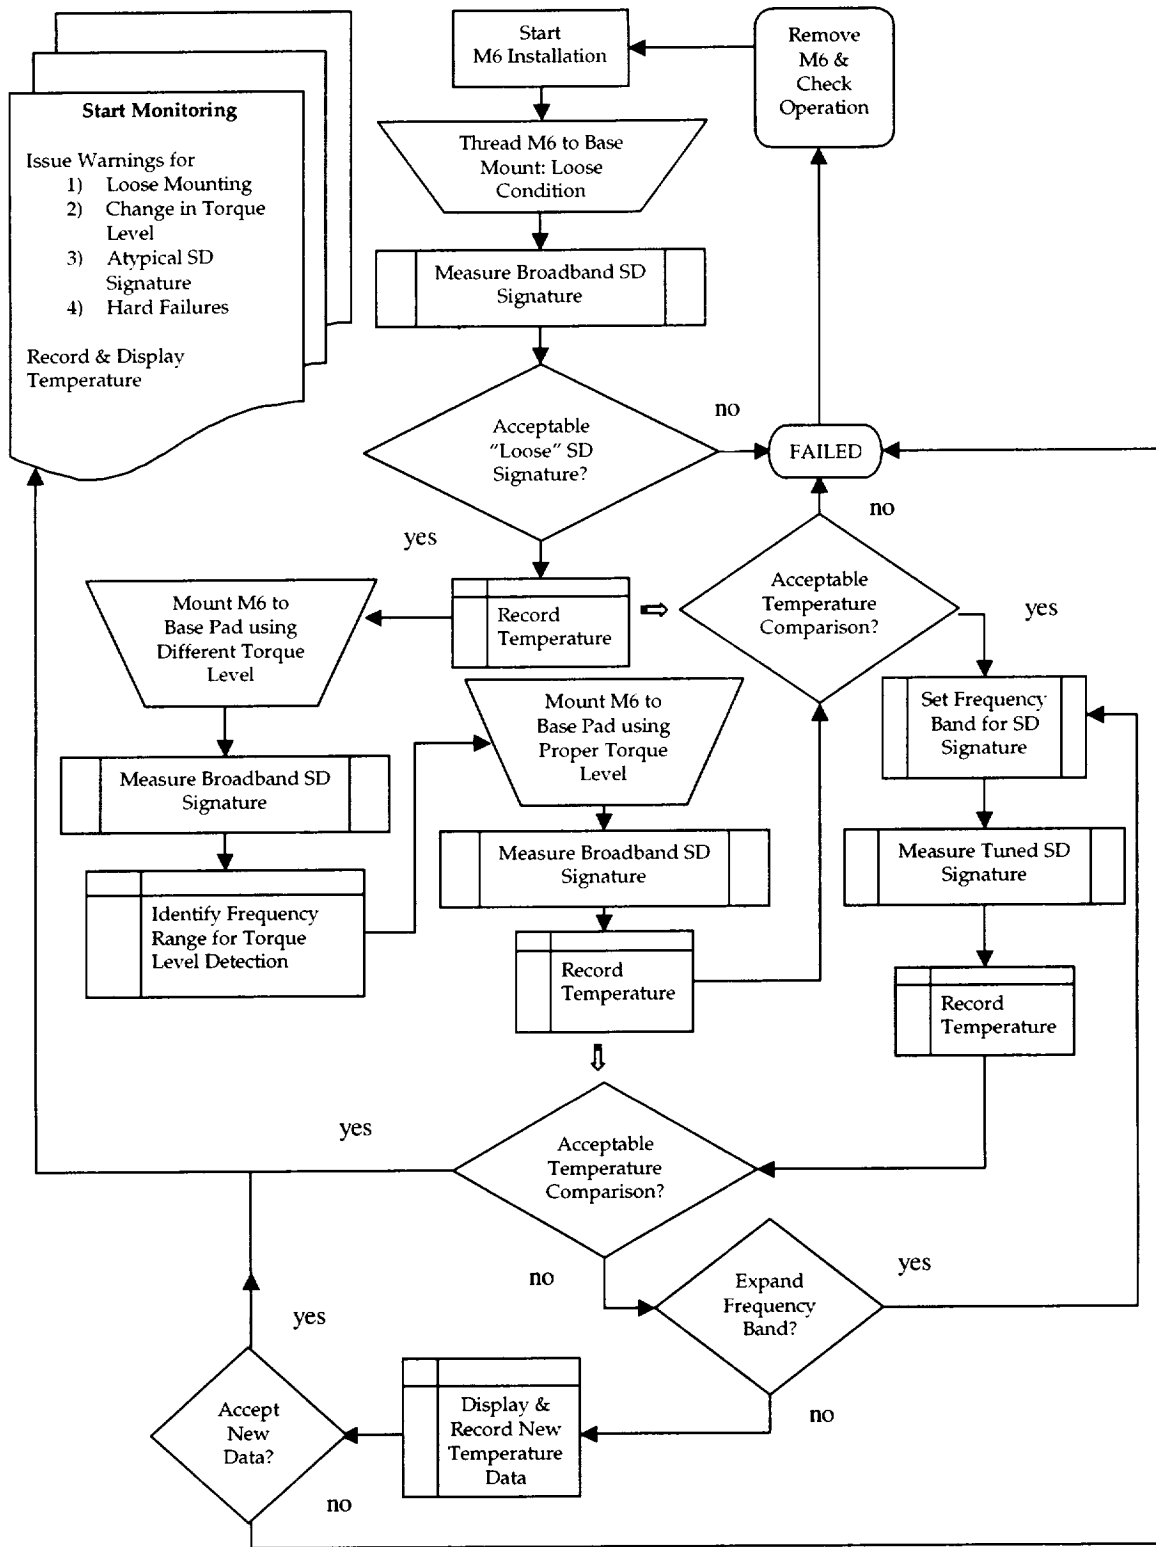 Start
M6 Installation
Remove
M6 &
Check
Operation
Start Monitoring
Issue Warnings for
1) Loose Mounting
2) Change in Torque
Level
3) Atypical SD
Signature
4) Hard Failures
Record & Display
Temperature
Thread M6 to Base
Mount: Loose
Condition
Measure Broadband SD
Signature
Acceptable
"Loose" SD
Signature?
no
FAILED
yes
no
Record
Temperature
Acceptable
Temperature
Comparison?
yes
Mount M6 to
Base Pad using
Different Torque
Level
Mount M6 to
Base Pad using
Proper Torque
Level
Set Frequency
Band for SD
Signature
Measure Broadband SD
Signature
Measure Broadband SD
Signature
Measure Tuned SD
Signature
Identify Frequency
Range for Torque
Level Detection
Record
Temperature
Record
Temperature
yes
Acceptable
Temperature
Comparison?
no
Expand
Frequency
Band?
yes
yes
no
Accept
New
Data?
Display &
Record New
Temperature
Data
no